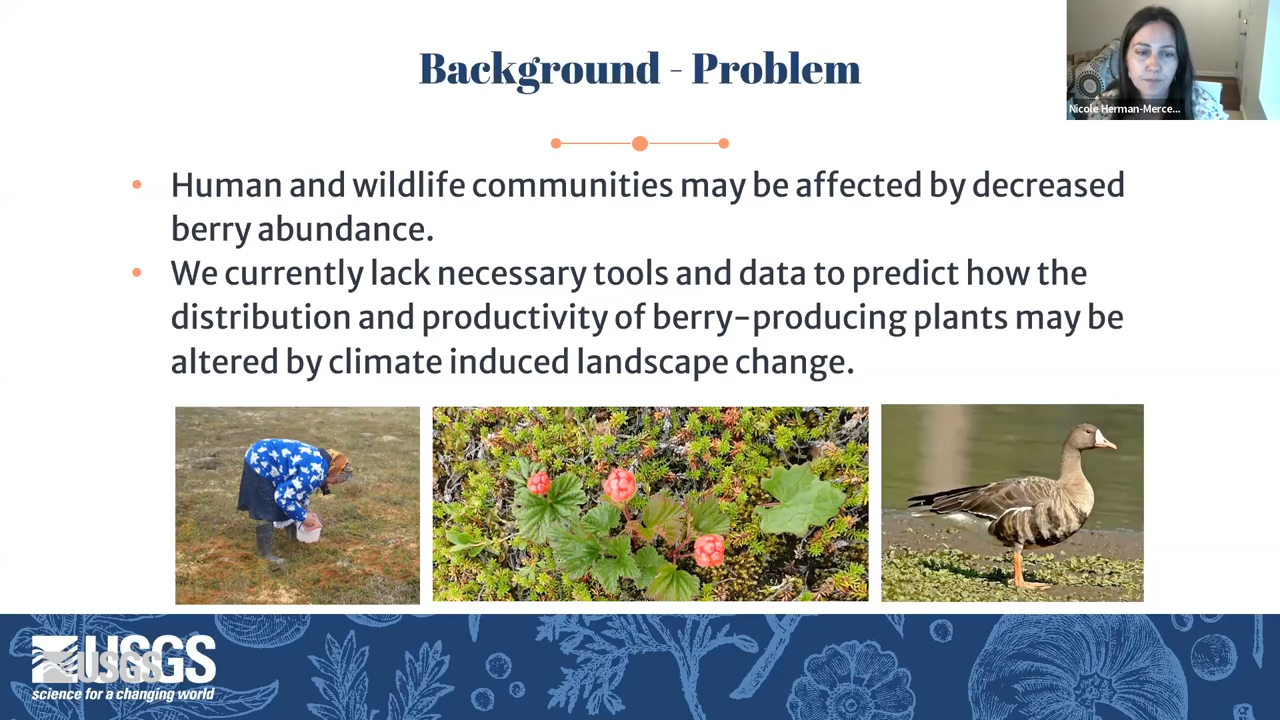 Background - Problem
Nicole Herman-Merce...
• Human and wildlife communities may be affected by decreased
berry abundance.
• We currently lack necessary tools and data to predict how the
distribution and productivity of berry-producing plants may be
altered by climate induced landscape change.
USGS
USGS
science for a changing world